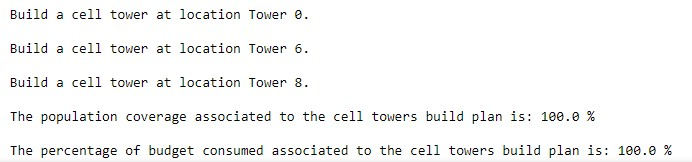 Build a cell tower at location Tower 0.
Build a cell tower at location Tower 6.
Build a cell tower at location Tower 8.
The population coverage associated to the cell towers build plan is: 100.0 %
The percentage of budget consumed associated to the cell towers build plan is: 100.0 %